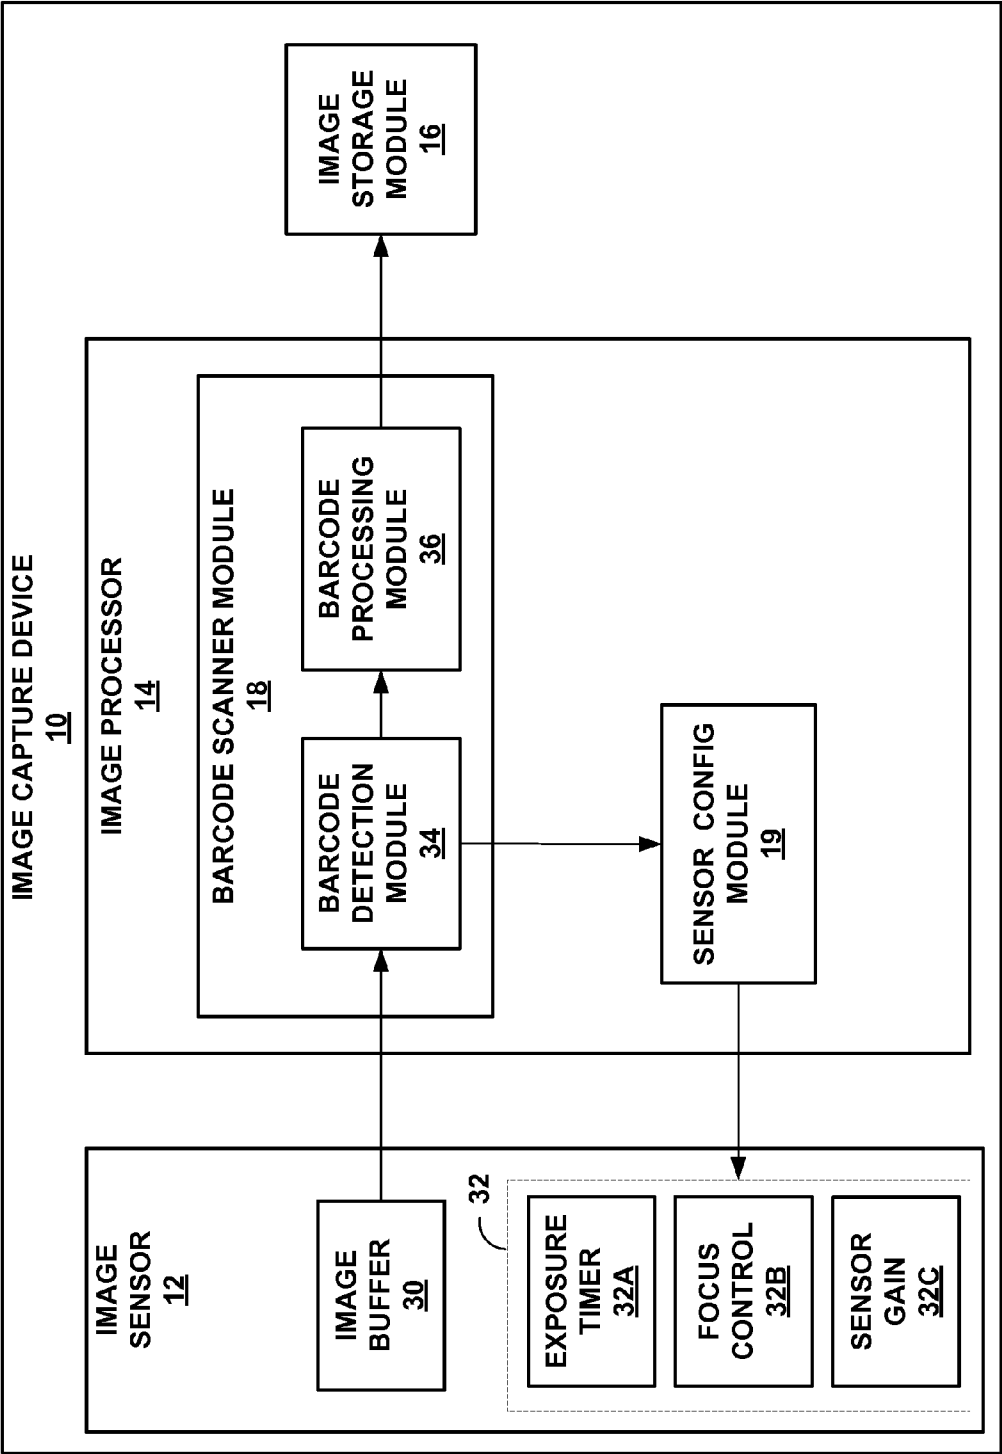 IMAGE CAPTURE DEVICE
10
IMAGE
SENSOR
12
IMAGE
BUFFER
30
32
EXPOSURE
TIMER
32A
FOCUS
CONTROL
32B
SENSOR
GAIN
32C
IMAGE PROCESSOR
14
BARCODE SCANNER MODULE
18
BARCODE
DETECTION
MODULE
34
BARCODE
PROCESSING
MODULE
36
SENSOR CONFIG
MODULE
19
IMAGE
STORAGE
MODULE
16